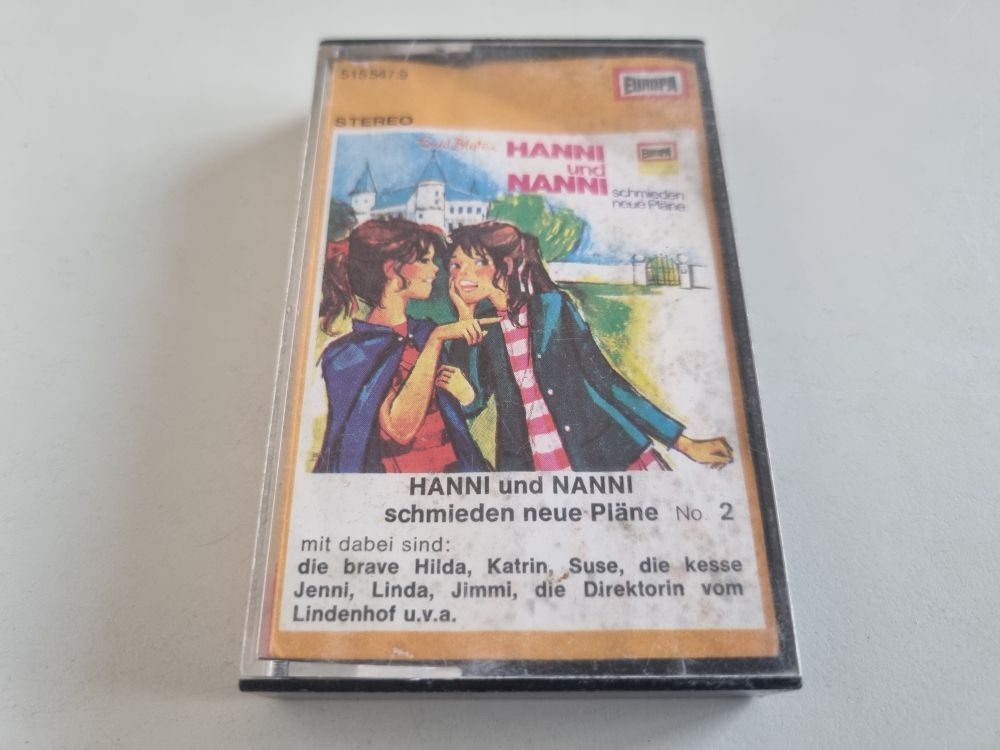 515 547.9
EUROPA
STEREO
Enid Blyton
HANNI
und
NANNI
EUROPA
schmieden
neue Pläne
HANNI und NANNI
schmieden neue Pläne No. 2
mit dabei sind:
die brave Hilda, Katrin, Suse, die kesse
Jenni, Linda, Jimmi, die Direktorin vom
Lindenhof u.v.a.